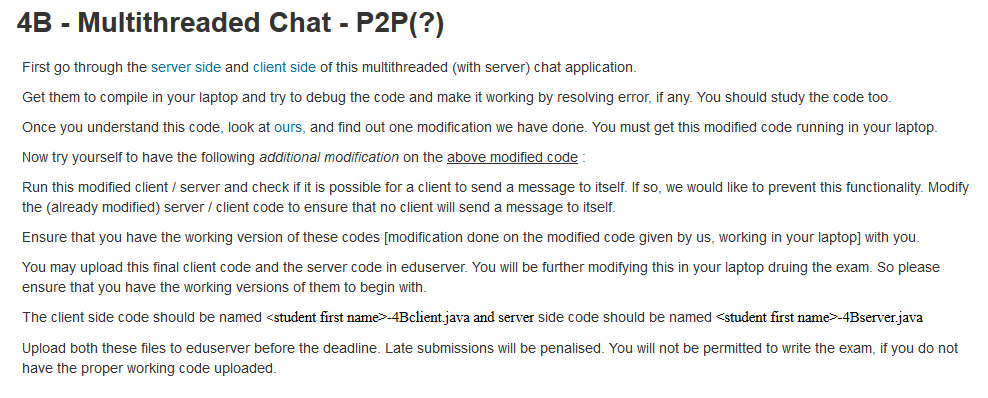 4B - Multithreaded Chat - P2P(?)
First go through the server side and client side of this multithreaded (with server) chat application.
Get them to compile in your laptop and try to debug the code and make it working by resolving error, if any. You should study the code too.
Once you understand this code, look at ours, and find out one modification we have done. You must get this modified code running in your laptop.
Now try yourself to have the following additional modification on the above modified code :
Run this modified client / server and check if it is possible for a client to send a message to itself. If so, we would like to prevent this functionality. Modify
the (already modified) server / client code to ensure that no client will send a message to itself.
Ensure that you have the working version of these codes [modification done on the modified code given by us, working in your laptop] with you.
You may upload this final client code and the server code in eduserver. You will be further modifying this in your laptop druing the exam. So please
ensure that you have the working versions of them to begin with.
The client side code should be named <student first name>-4Bclient.java and server side code should be named <student first name>-4Bserver.java
Upload both these files to eduserver before the deadline. Late submissions will be penalised. You will not be permitted to write the exam, if you do not
have the proper working code uploaded.